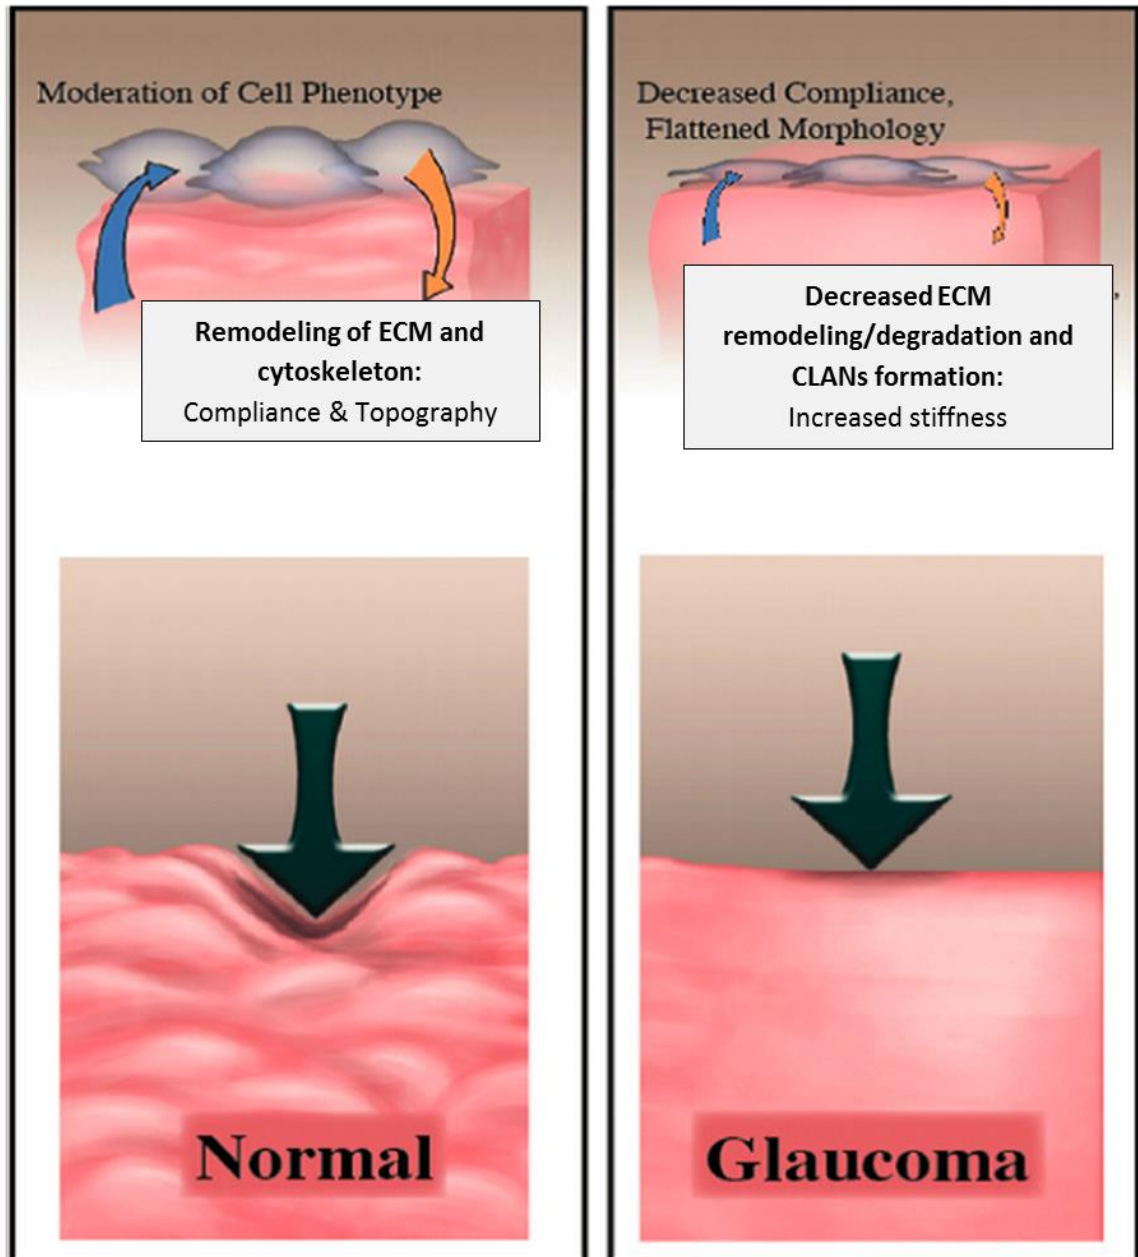 Moderation of Cell Phenotype
Remodeling of ECM and
cytoskeleton:
Compliance & Topography
Normal
Decreased Compliance,
Flattened Morphology
Decreased ECM
remodeling/degradation and
CLANs formation:
Increased stiffness
,
Glaucoma